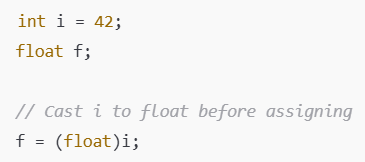 int i = 42;
float f;
// Cast i to float before assigning
f = (float)i;